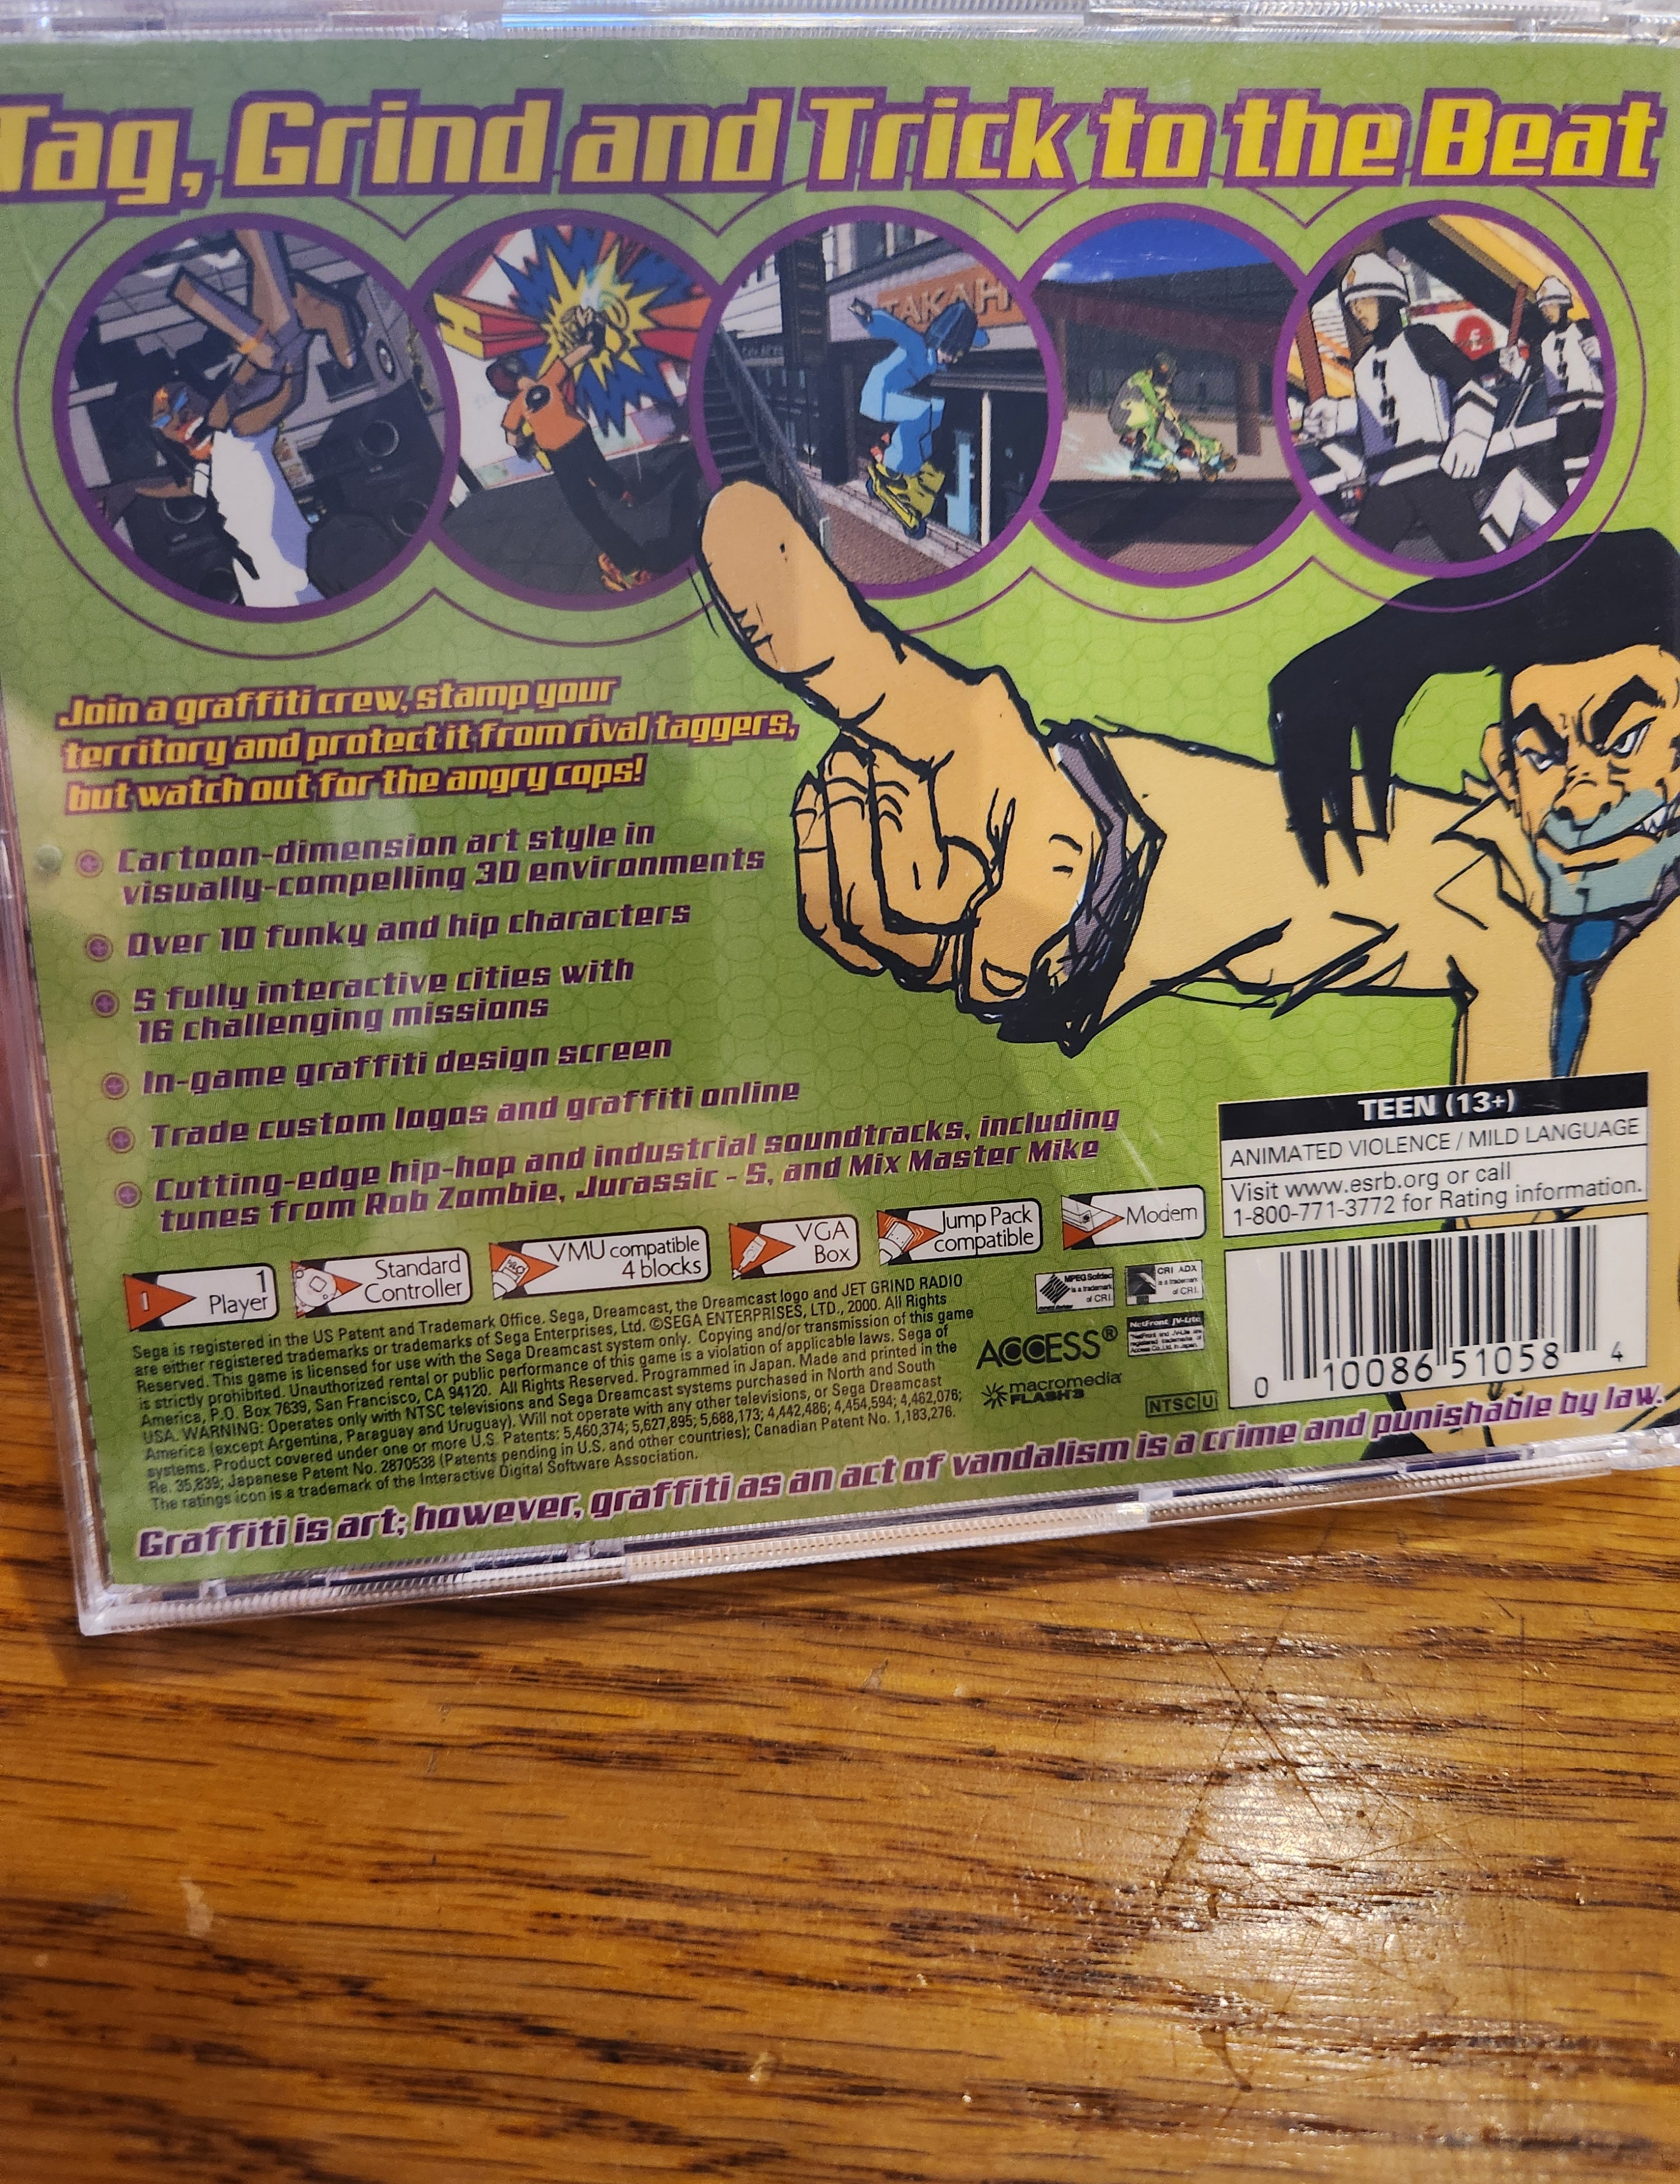 Tag, Grind and Trick to the Beat
TAKAH
Join a graffiti crew, stamp your
territory and protect it from rival taggers,
but watch out for the angry cops!
Cartoon-dimension art style in
visually-compelling 3D environments
Over 10 funky and hip characters
5 fully interactive cities with
16 challenging missions
In-game graffiti design screen
Trade custom logos and graffiti online
Cutting-edge hip-hop and industrial soundtracks, including
tunes from Rob Zombie, Jurassic - 5, and Mix Master Mike
TEEN (13+)
ANIMATED VIOLENCE / MILD LANGUAGE
Visit www.esrb.org or call
1-800-771-3772 for Rating information.
1
Player
Standard
Controller
VMU compatible
4 blocks
VGA
Box
Jump Pack
compatible
Modem
Sega is registered in the US Patent and Trademark Office. Sega, Dreamcast, the Dreamcast logo and JET GRIND RADIO
are either registered trademarks or trademarks of Sega Enterprises, Ltd. ©SEGA ENTERPRISES, LTD., 2000. All Rights
Reserved. This game is licensed for use with the Sega Dreamcast system only. Copying and/or transmission of this game
is strictly prohibited. Unauthorized rental or public performance of this game is a violation of applicable laws. Sega of
America, P.O. Box 7639, San Francisco, CA 94120. All Rights Reserved. Programmed in Japan. Made and printed in the
USA. WARNING: Operates only with NTSC televisions and Sega Dreamcast systems purchased in North and South
America (except Argentina, Paraguay and Uruguay). Will not operate with any other televisions, or Sega Dreamcast
systems. Product covered under one or more U.S. Patents: 5,460,374; 5,627,895; 5,688,173; 4,442,486; 4,454,594; 4,462,076;
Re. 35,839; Japanese Patent No. 2870538 (Patents pending in U.S. and other countries); Canadian Patent No. 1,183,276.
The ratings icon is a trademark of the Interactive Digital Software Association.
MPEG Sofdec
is a trademark
of CRI.
CRI ADX
is a trademark
of CRI.
ACCESS®
NetFront JV-Lite
macromedia
FLASH 3
NTSC U
0 10086 51058 4
Graffiti is art; however, graffiti as an act of vandalism is a crime and punishable by law.